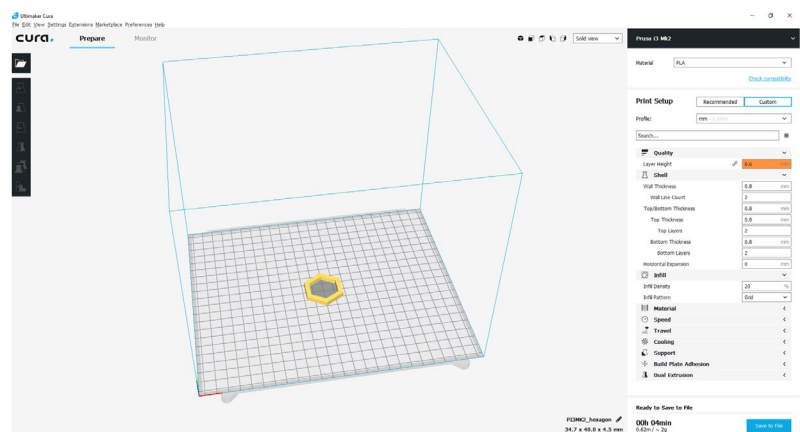 Ultimaker Cura
File Edit View Settings Extensions Marketplace Preferences Help
cura. Prepare Monitor Solid view
Prusa i3 Mk2
Material PLA
Check compatibility
Print Setup Recommended Custom
Profile: mm
Search...
Quality
Layer Height 0.6 mm
Shell
Wall Thickness 0.8 mm
Wall Line Count 2
Top/Bottom Thickness 0.8 mm
Top Thickness 0.8 mm
Top Layers 2
Bottom Thickness 0.8 mm
Bottom Layers 2
Horizontal Expansion 0 mm
Infill
Infill Density 20 %
Infill Pattern Grid
Material
Speed
Travel
Cooling
Support
Build Plate Adhesion
Dual Extrusion
Ready to Save to File
PI3MK2_hexagon
34.7 x 40.0 x 4.5 mm
00h 04min
0.62m / ~ 2g
Save to File